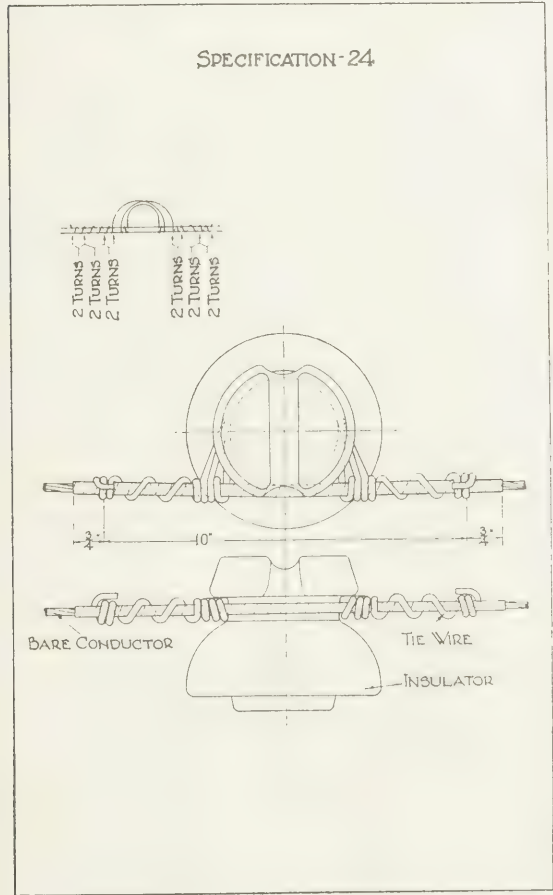 SPECIFICATION-24
2 TURNS
2 TURNS
2 TURNS
2 TURNS
2 TURNS
2 TURNS
3/4" 10" 3/4"
BARE CONDUCTOR
TIE WIRE
INSULATOR